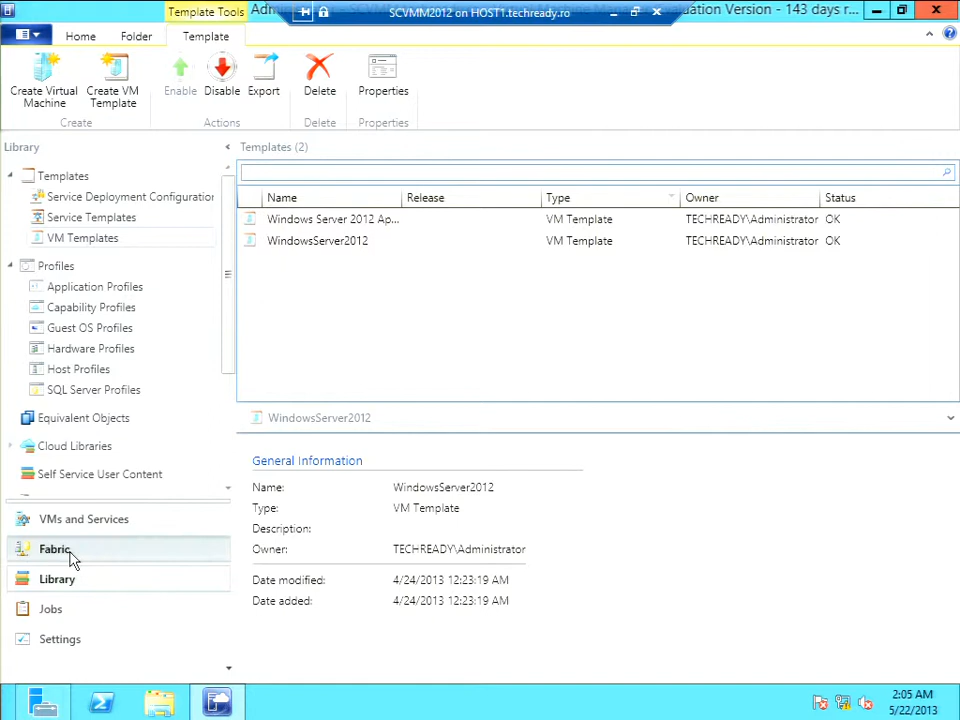 Template Tools
Admi
SCVMM2012 on HOST1.techready.ro
Evaluation Version - 143 days r...
Home
Folder
Template
Create Virtual Machine
Create VM Template
Enable
Disable
Export
Delete
Properties
Create
Actions
Delete
Properties
Library
Templates
Service Deployment Configuration
Service Templates
VM Templates
Profiles
Application Profiles
Capability Profiles
Guest OS Profiles
Hardware Profiles
Host Profiles
SQL Server Profiles
Equivalent Objects
Cloud Libraries
Self Service User Content
VMs and Services
Fabric
Library
Jobs
Settings
Templates (2)
Name Release Type Owner Status
Windows Server 2012 Ap... VM Template TECHREADY\Administrator OK
WindowsServer2012 VM Template TECHREADY\Administrator OK
WindowsServer2012
General Information
Name: WindowsServer2012
Type: VM Template
Description:
Owner: TECHREADY\Administrator
Date modified: 4/24/2013 12:23:19 AM
Date added: 4/24/2013 12:23:19 AM
2:05 AM
5/22/2013